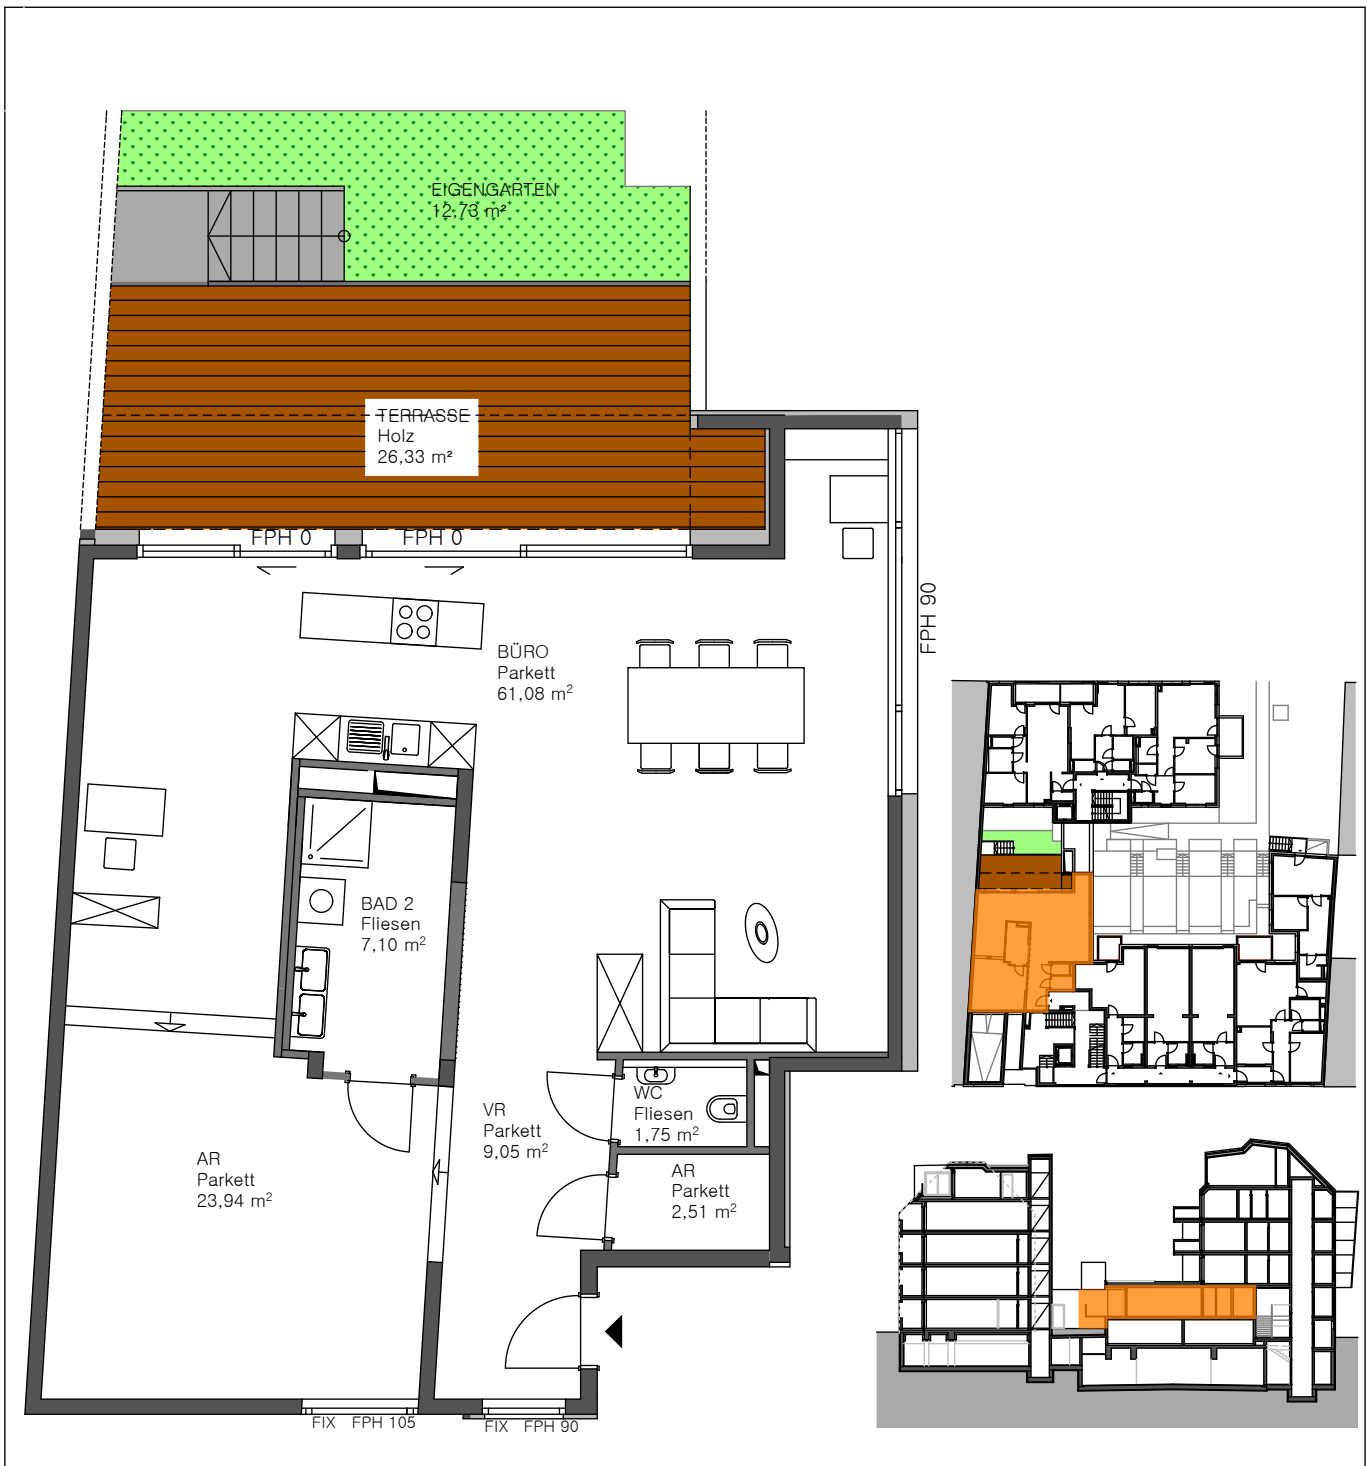 EIGENGARTEN
12,73 m²
TERRASSE
Holz
26,33 m²
FPH 0
FPH 0
FPH 90
BÜRO
Parkett
61,08 m²
BAD 2
Fliesen
7,10 m²
WC
Fliesen
1,75 m²
VR
Parkett
9,05 m²
AR
Parkett
23,94 m²
AR
Parkett
2,51 m²
FIX FPH 105
FIX FPH 90